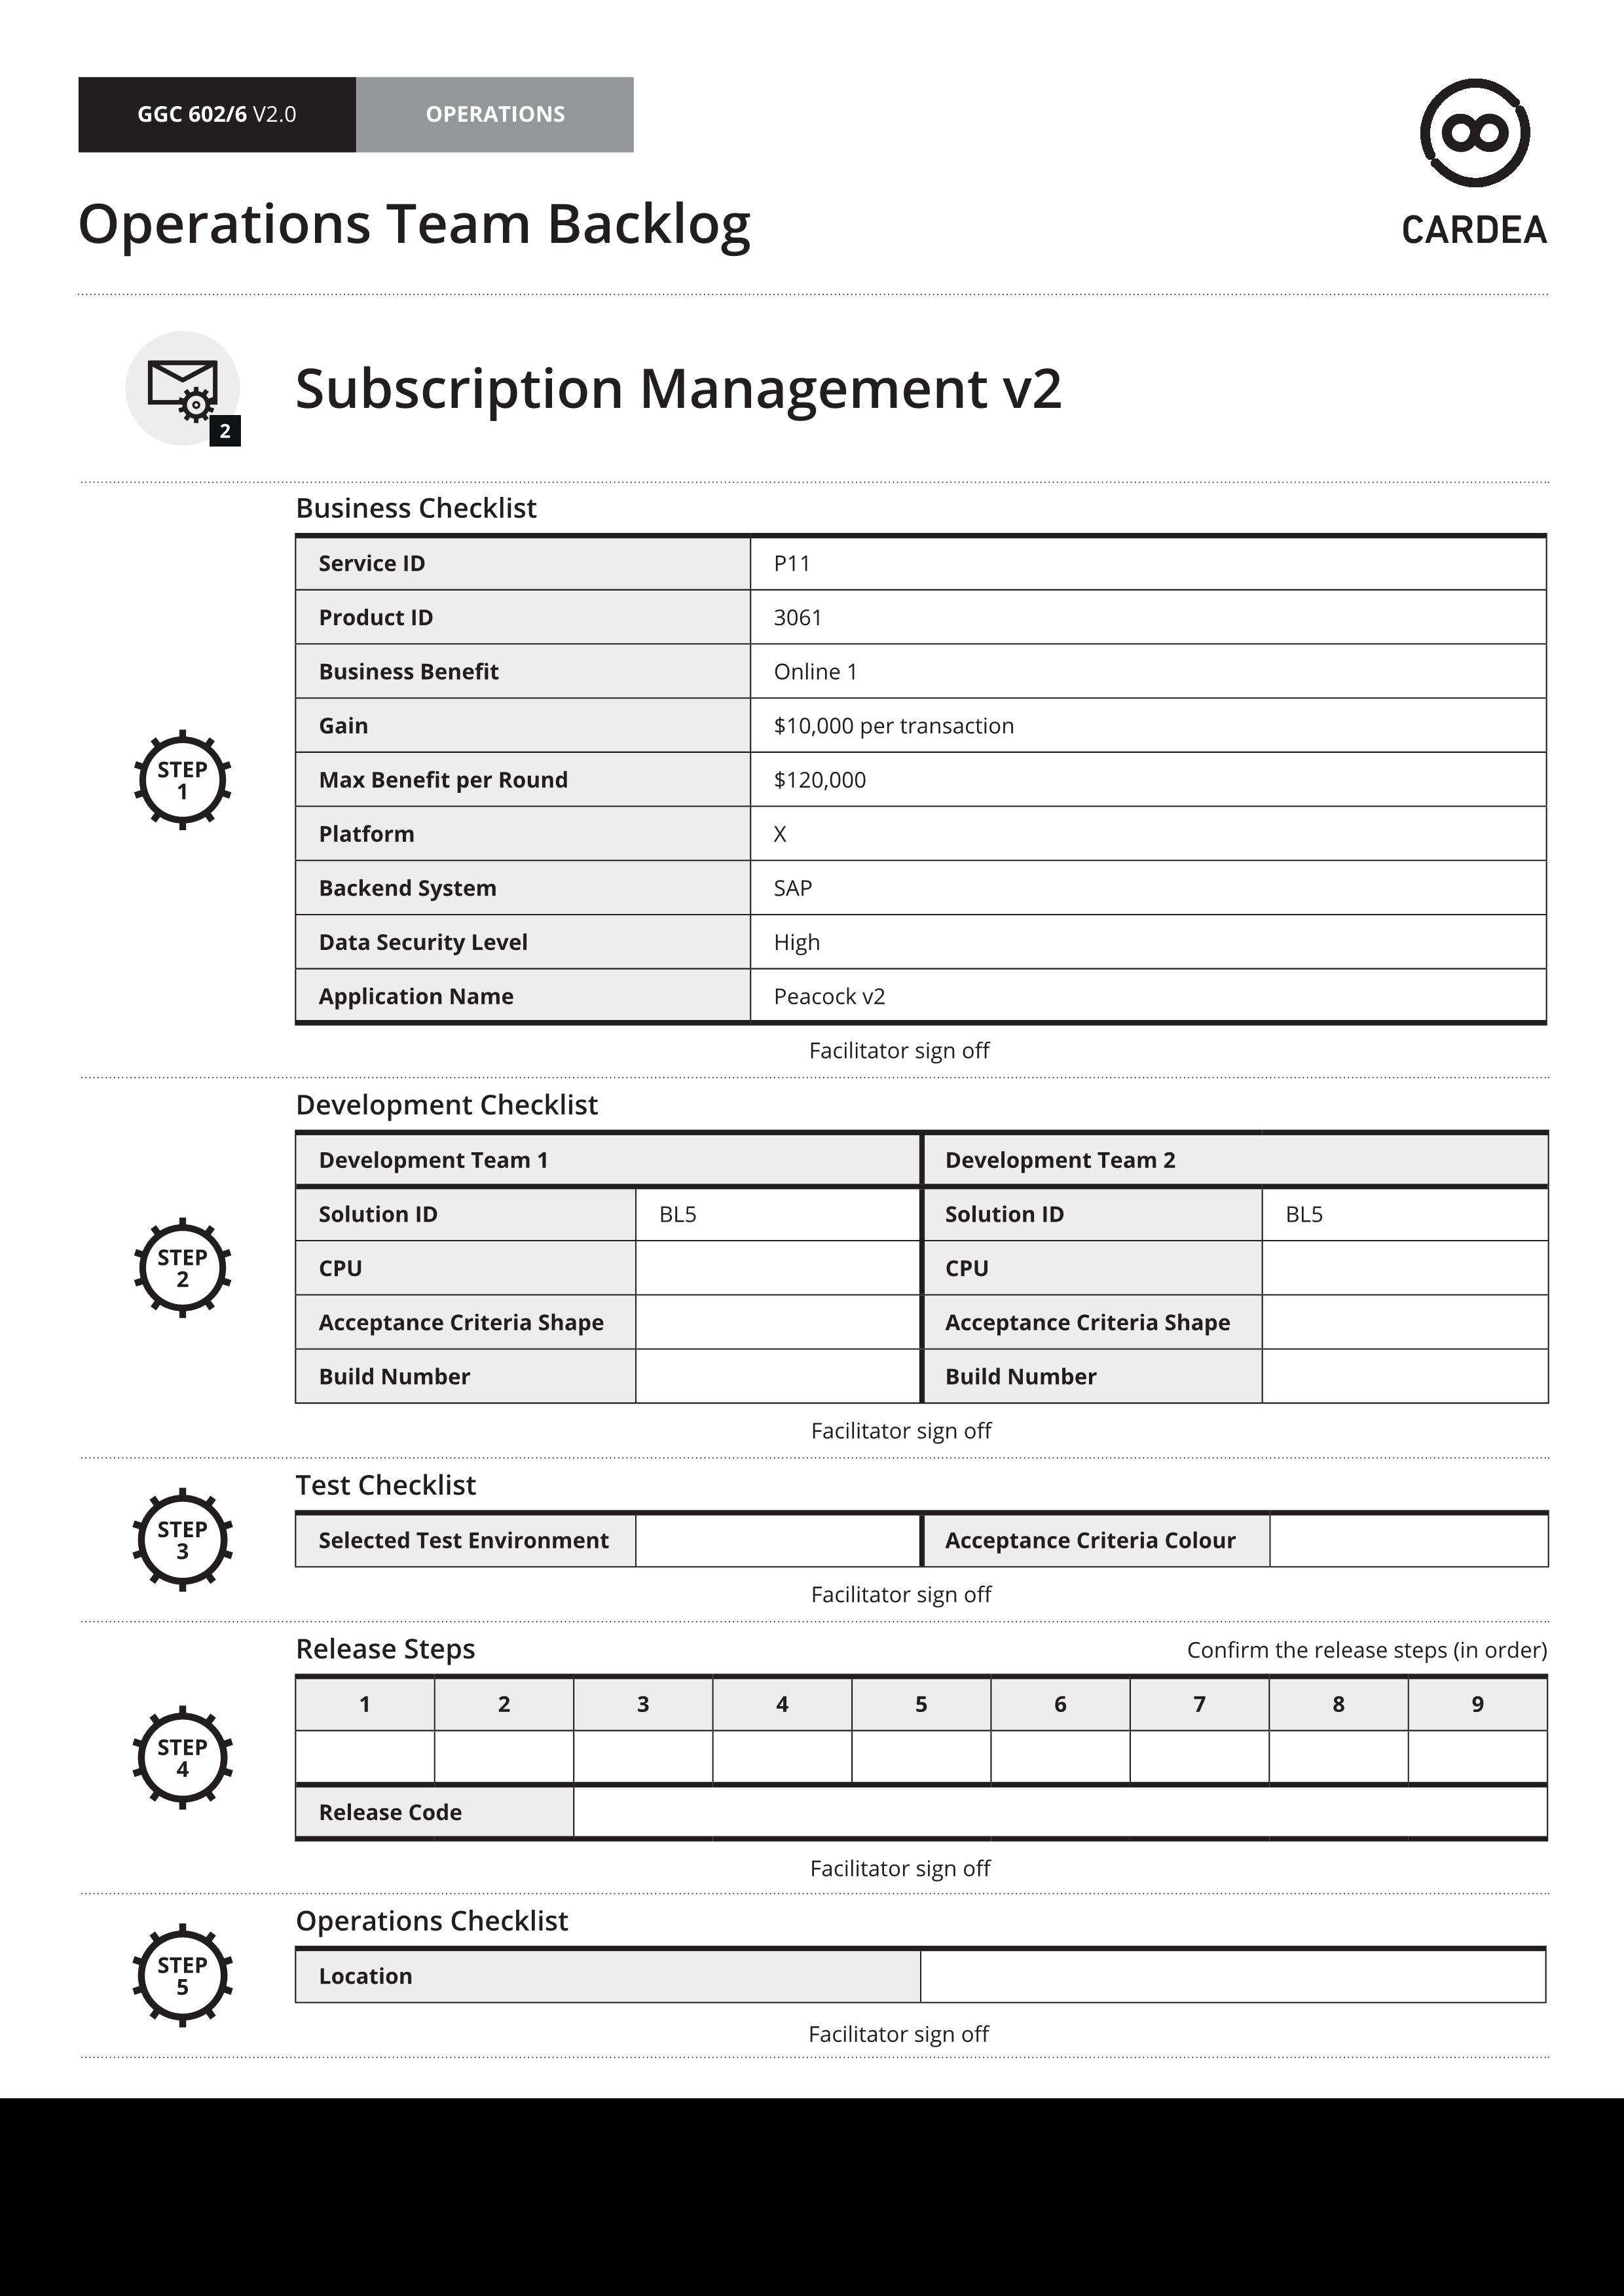 GGC 602/6 V2.0 OPERATIONS
CARDEA
Operations Team Backlog
2
Subscription Management v2
Business Checklist
STEP
1
Service ID P11
Product ID 3061
Business Benefit Online 1
Gain $10,000 per transaction
Max Benefit per Round $120,000
Platform X
Backend System SAP
Data Security Level High
Application Name Peacock v2
Facilitator sign off
Development Checklist
STEP
2
Development Team 1 Development Team 2
Solution ID BL5 Solution ID BL5
CPU CPU
Acceptance Criteria Shape Acceptance Criteria Shape
Build Number Build Number
Facilitator sign off
Test Checklist
STEP
3
Selected Test Environment Acceptance Criteria Colour
Facilitator sign off
Release Steps Confirm the release steps (in order)
STEP
4
1 2 3 4 5 6 7 8 9
Release Code
Facilitator sign off
Operations Checklist
STEP
5
Location
Facilitator sign off